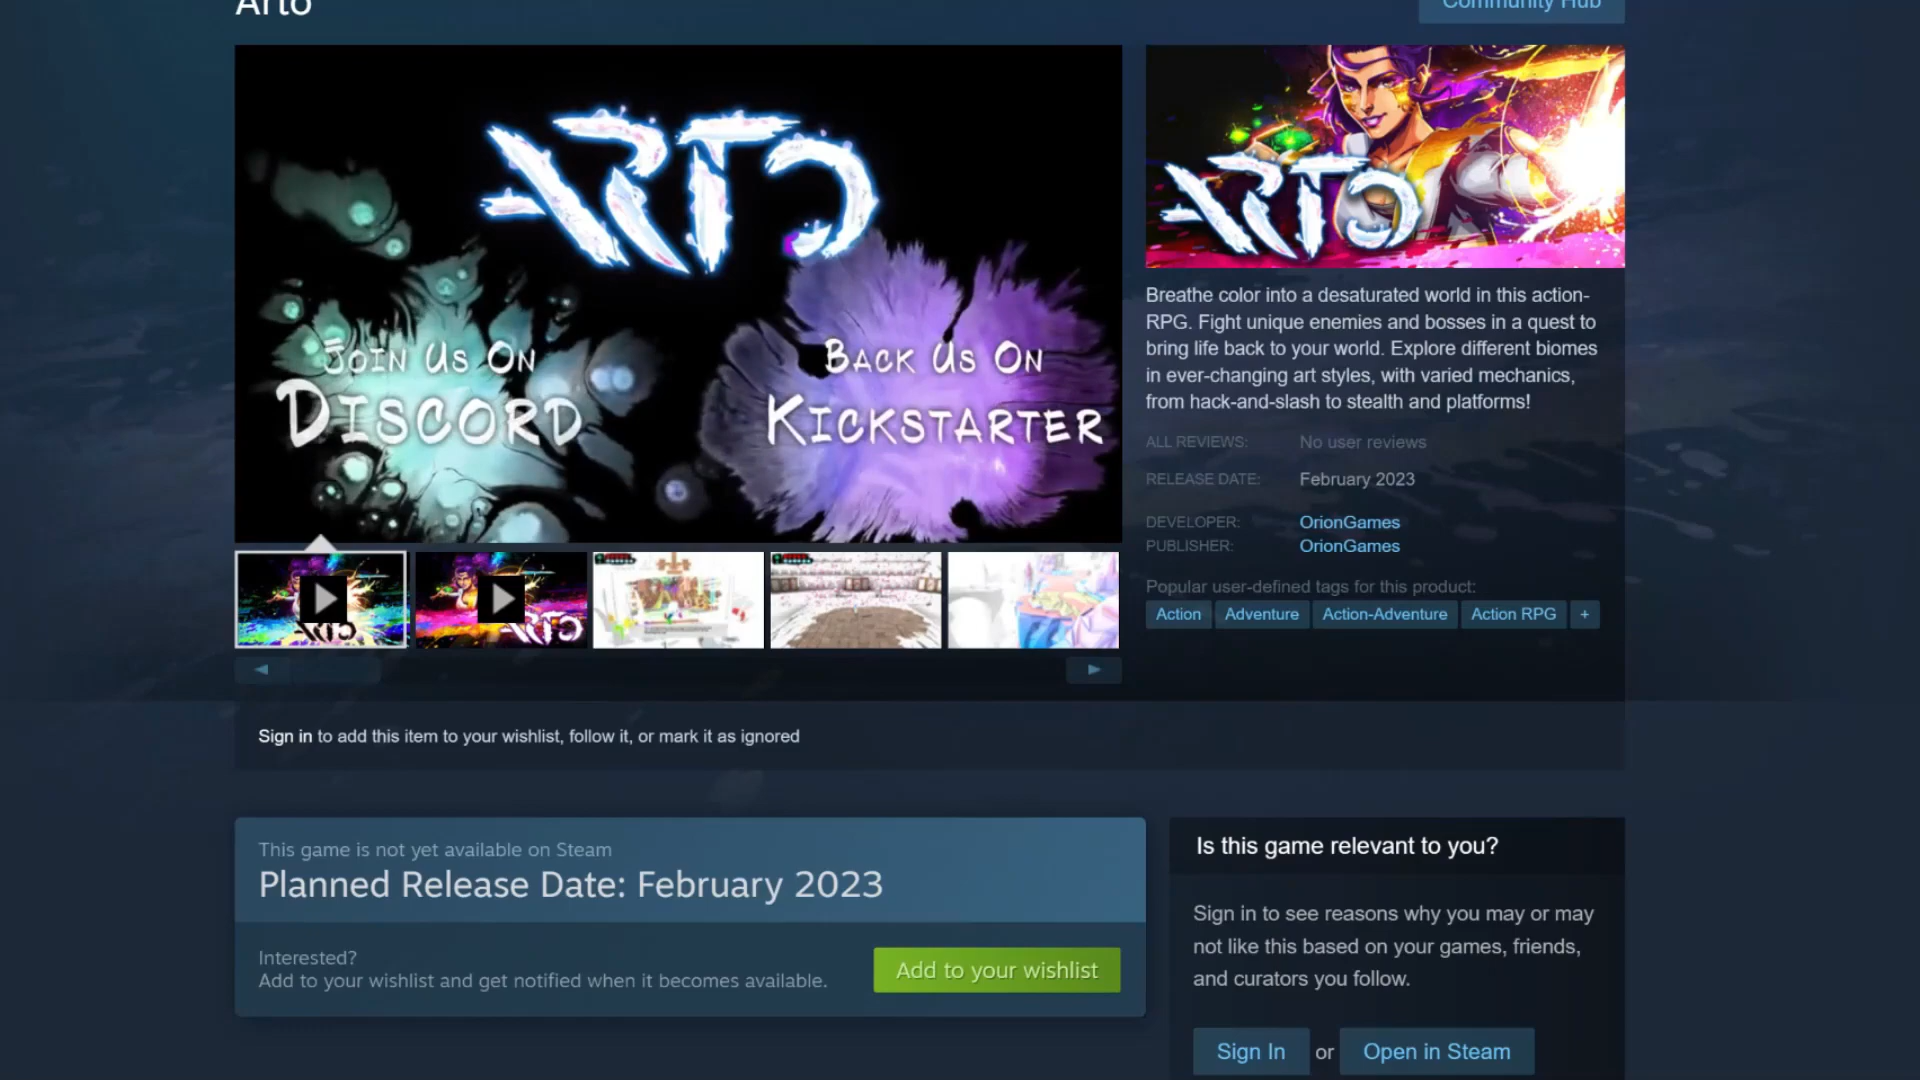 Arto
Community Hub
ARTO
JOIN US ON
DISCORD
BACK US ON
KICKSTARTER
ARTO
Breathe color into a desaturated world in this action-
RPG. Fight unique enemies and bosses in a quest to
bring life back to your world. Explore different biomes
in ever-changing art styles, with varied mechanics,
from hack-and-slash to stealth and platforms!
ALL REVIEWS: No user reviews
RELEASE DATE: February 2023
DEVELOPER: OrionGames
PUBLISHER: OrionGames
Popular user-defined tags for this product:
Action Adventure Action-Adventure Action RPG +
ARTO
ARTO
Sign in to add this item to your wishlist, follow it, or mark it as ignored
This game is not yet available on Steam
Planned Release Date: February 2023
Interested?
Add to your wishlist and get notified when it becomes available.
Add to your wishlist
Is this game relevant to you?
Sign in to see reasons why you may or may
not like this based on your games, friends,
and curators you follow.
Sign In or Open in Steam